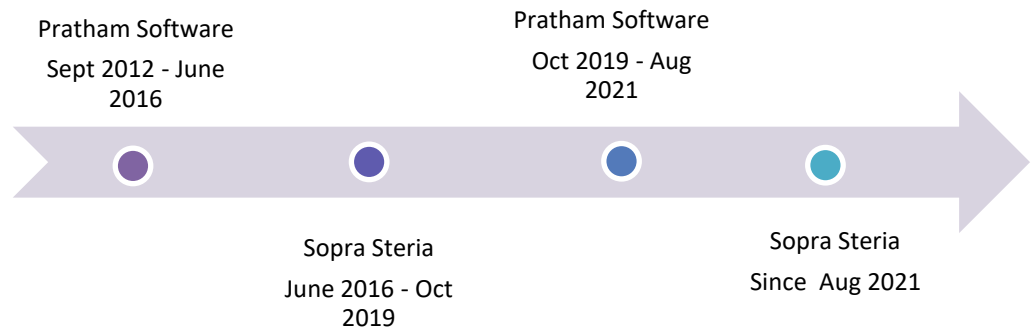 Pratham Software
Sept 2012 - June
2016
Sopra Steria
June 2016 - Oct
2019
Pratham Software
Oct 2019 - Aug
2021
Sopra Steria
Since  Aug 2021